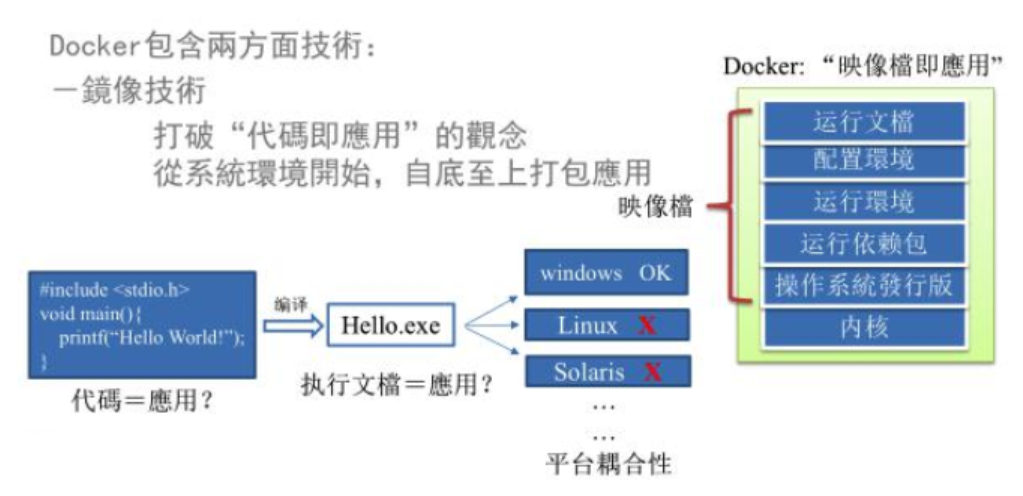 Docker包含兩方面技術：
－鏡像技術
打破“代碼即應用”的觀念
從系統環境開始，自底至上打包應用
Docker: “映像檔即應用”
运行文檔
配置環境
运行環境
运行依赖包
操作系統發行版
内核
映像檔
#include <stdio.h>
void main(){
printf(“Hello World!”);
}
代碼＝應用？
编译
Hello.exe
执行文檔＝應用？
windows OK
Linux X
Solaris X
…
…
平台耦合性